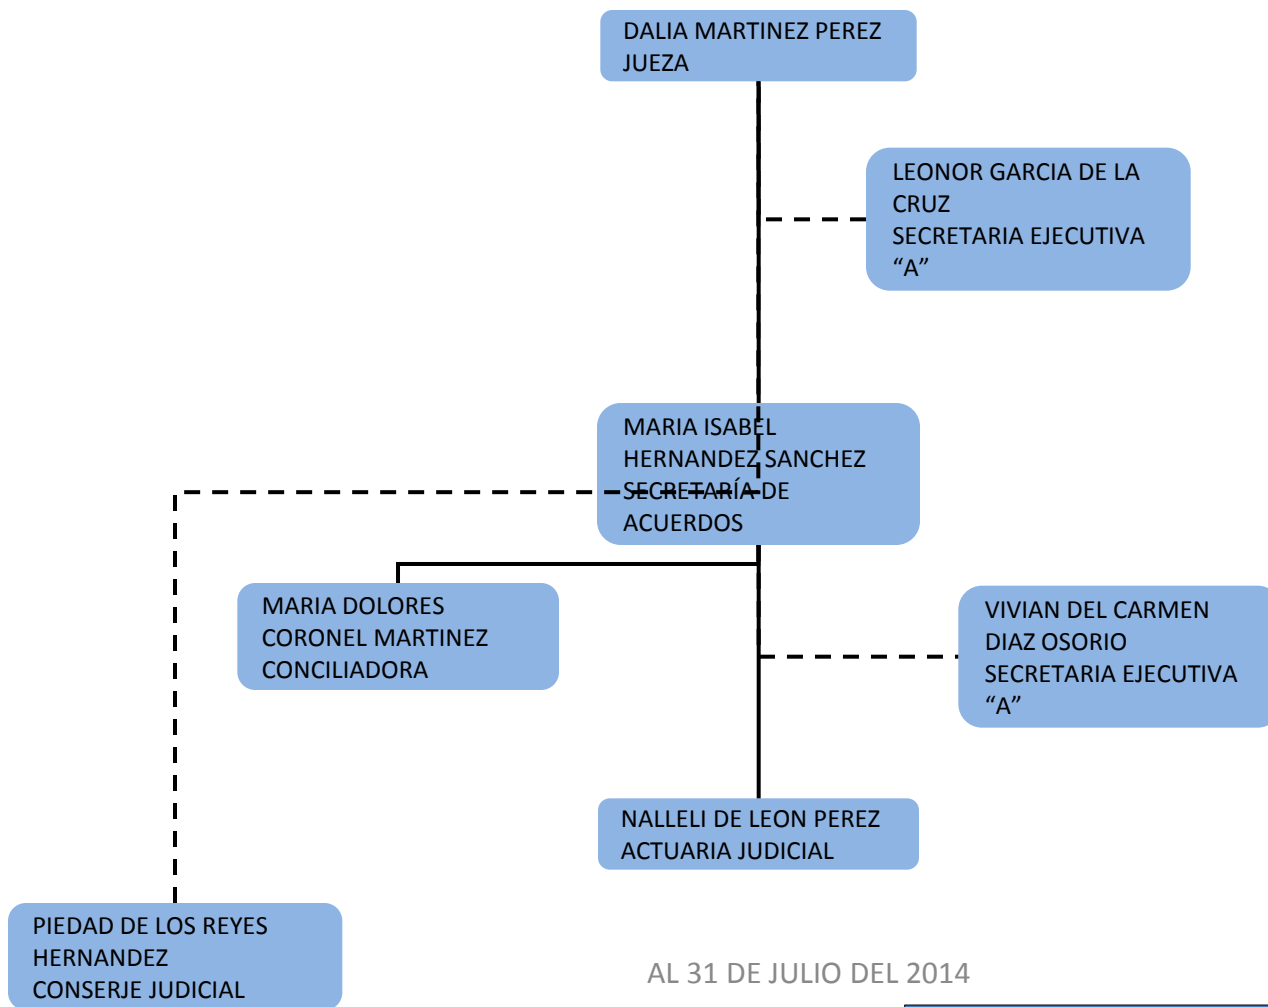 DALIA MARTINEZ PEREZ
JUEZA
LEONOR GARCIA DE LA
CRUZ
SECRETARIA EJECUTIVA
“A”
MARIA ISABEL
HERNANDEZ SANCHEZ
SECRETARÍA DE
ACUERDOS
MARIA DOLORES
CORONEL MARTINEZ
CONCILIADORA
VIVIAN DEL CARMEN
DIAZ OSORIO
SECRETARIA EJECUTIVA
“A”
NALLELI DE LEON PEREZ
ACTUARIA JUDICIAL
PIEDAD DE LOS REYES
HERNANDEZ
CONSERJE JUDICIAL
AL 31 DE JULIO DEL 2014